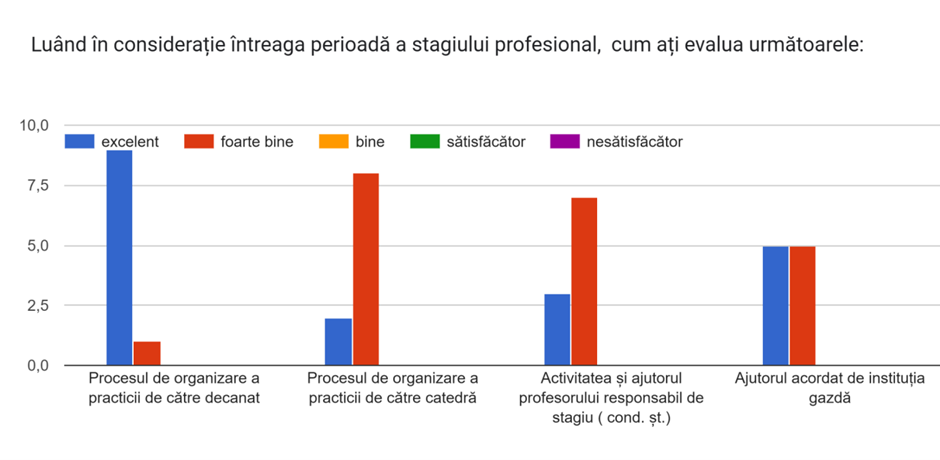 Luând în considerație întreaga perioadă a stagiului profesional,  cum ați evalua următoarele:
10,0
excelent foarte bine bine sătisfăcător nesătisfăcător
7,5
5,0
2,5
0,0
Procesul de organizare a
practicii de către decanat
Procesul de organizare a
practicii de către catedră
Activitatea și ajutorul
profesorului responsabil de
stagiu ( cond. șt.)
Ajutorul acordat de instituția
gazdă